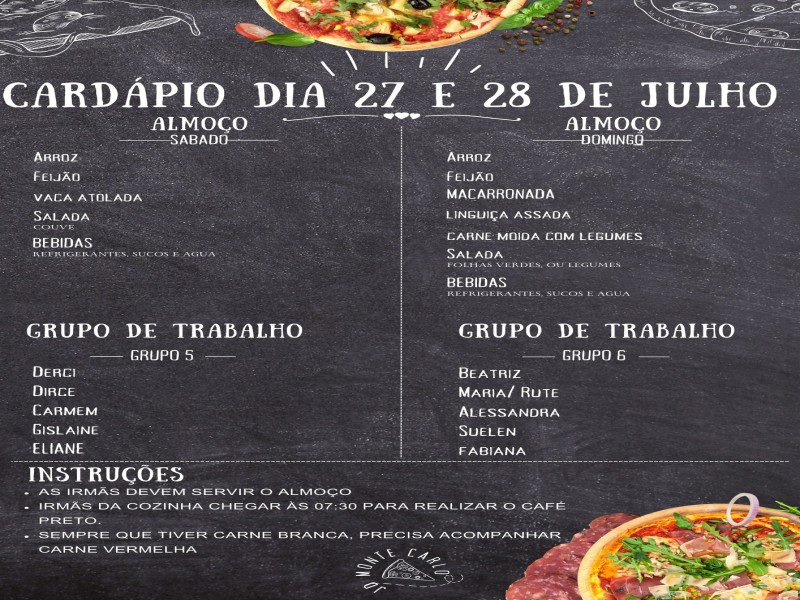 CARDÁPIO DIA 27 E 28 DE JULHO
ALMOÇO
SABADO
ARROZ
FEIJÃO
VACA ATOLADA
SALADA
COUVE
BEBIDAS
REFRIGERANTES, SUCOS E AGUA
ALMOÇO
DOMINGO
ARROZ
FEIJÃO
MACARRONADA
LINGUIÇA ASSADA
CARNE MOIDA COM LEGUMES
SALADA
FOLHAS VERDES, OU LEGUMES
BEBIDAS
REFRIGERANTES, SUCOS E AGUA
GRUPO DE TRABALHO
GRUPO 5
DERCI
DIRCE
CARMEM
GISLAINE
ELIANE
GRUPO DE TRABALHO
GRUPO 6
BEATRIZ
MARIA/ RUTE
ALESSANDRA
SUELEN
FABIANA
INSTRUÇÕES
• AS IRMÃS DEVEM SERVIR O ALMOÇO
• IRMÃS DA COZINHA CHEGAR ÀS 07:30 PARA REALIZAR O CAFÉ
PRETO.
• SEMPRE QUE TIVER CARNE BRANCA, PRECISA ACOMPANHAR
CARNE VERMELHA
JD MONTE CARLO